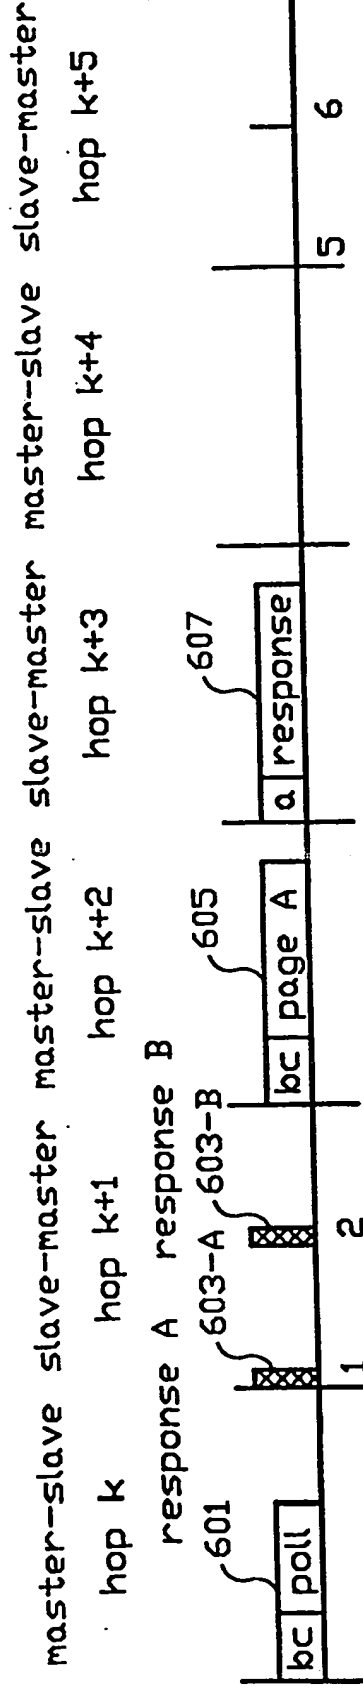 master-slave slave-master master-slave slave-master master-slave slave-master
hop k hop k+1 hop k+2 hop k+3 hop k+4 hop k+5
response A response B
601 603-A 603-B 605 607
bc poll bc page A a response
1 2 5 6